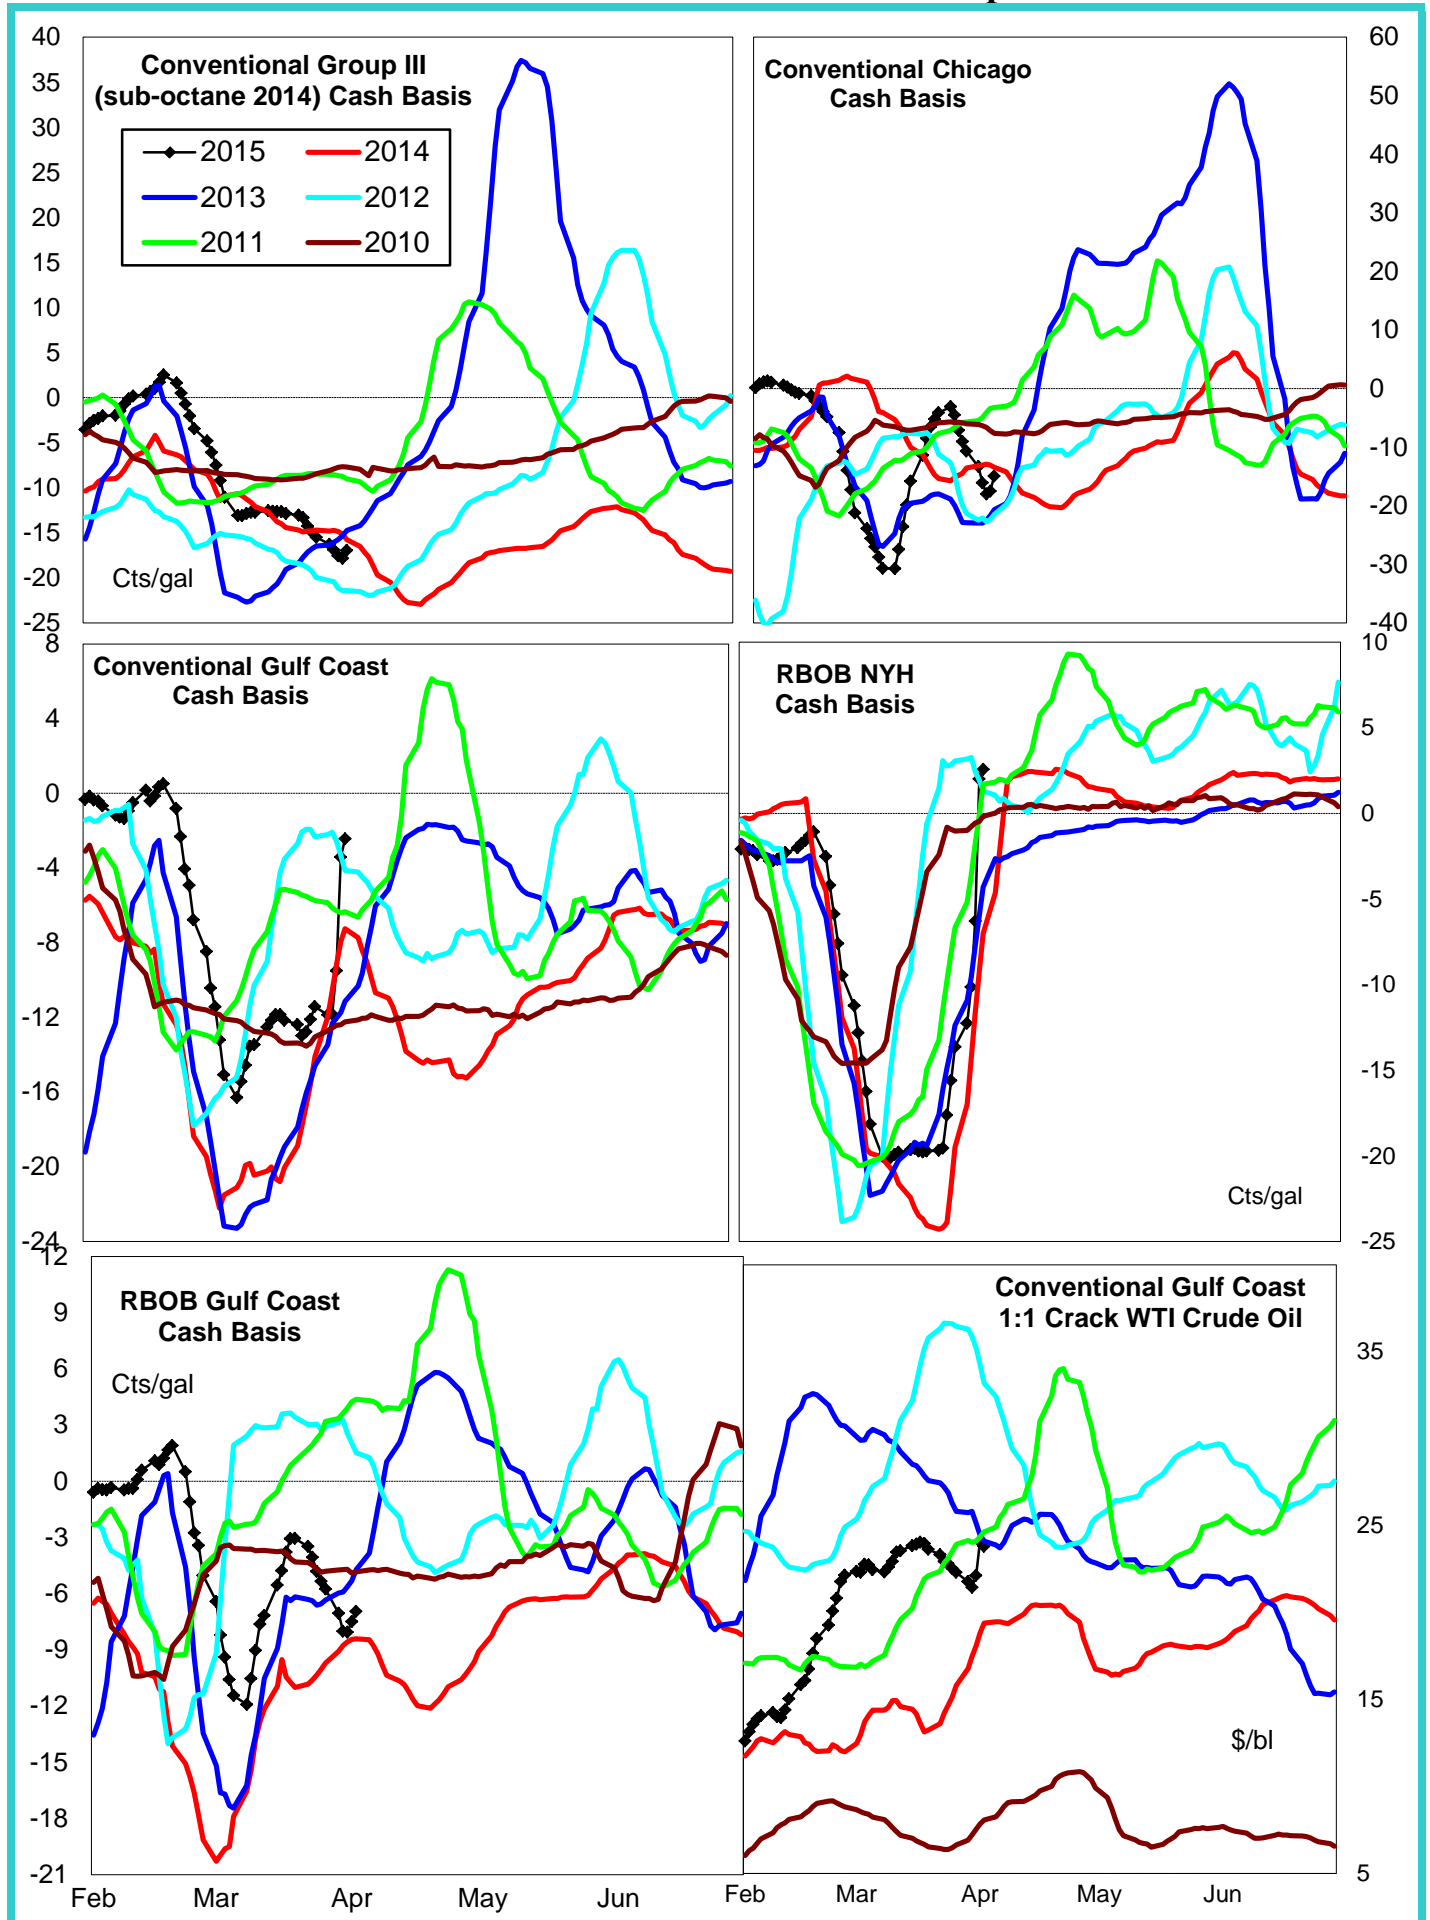 Conventional Group III
(sub-octane 2014) Cash Basis
2015
2014
2013
2012
2011
2010
Cts/gal
40
35
30
25
20
15
10
5
0
-5
-10
-15
-20
-25
Conventional Chicago
Cash Basis
60
50
40
30
20
10
0
-10
-20
-30
-40
Conventional Gulf Coast
Cash Basis
8
4
0
-4
-8
-12
-16
-20
-24
RBOB NYH
Cash Basis
Cts/gal
10
5
0
-5
-10
-15
-20
-25
RBOB Gulf Coast
Cash Basis
Cts/gal
12
9
6
3
0
-3
-6
-9
-12
-15
-18
-21
Feb
Mar
Apr
May
Jun
Conventional Gulf Coast
1:1 Crack WTI Crude Oil
$/bl
35
25
15
5
Feb
Mar
Apr
May
Jun